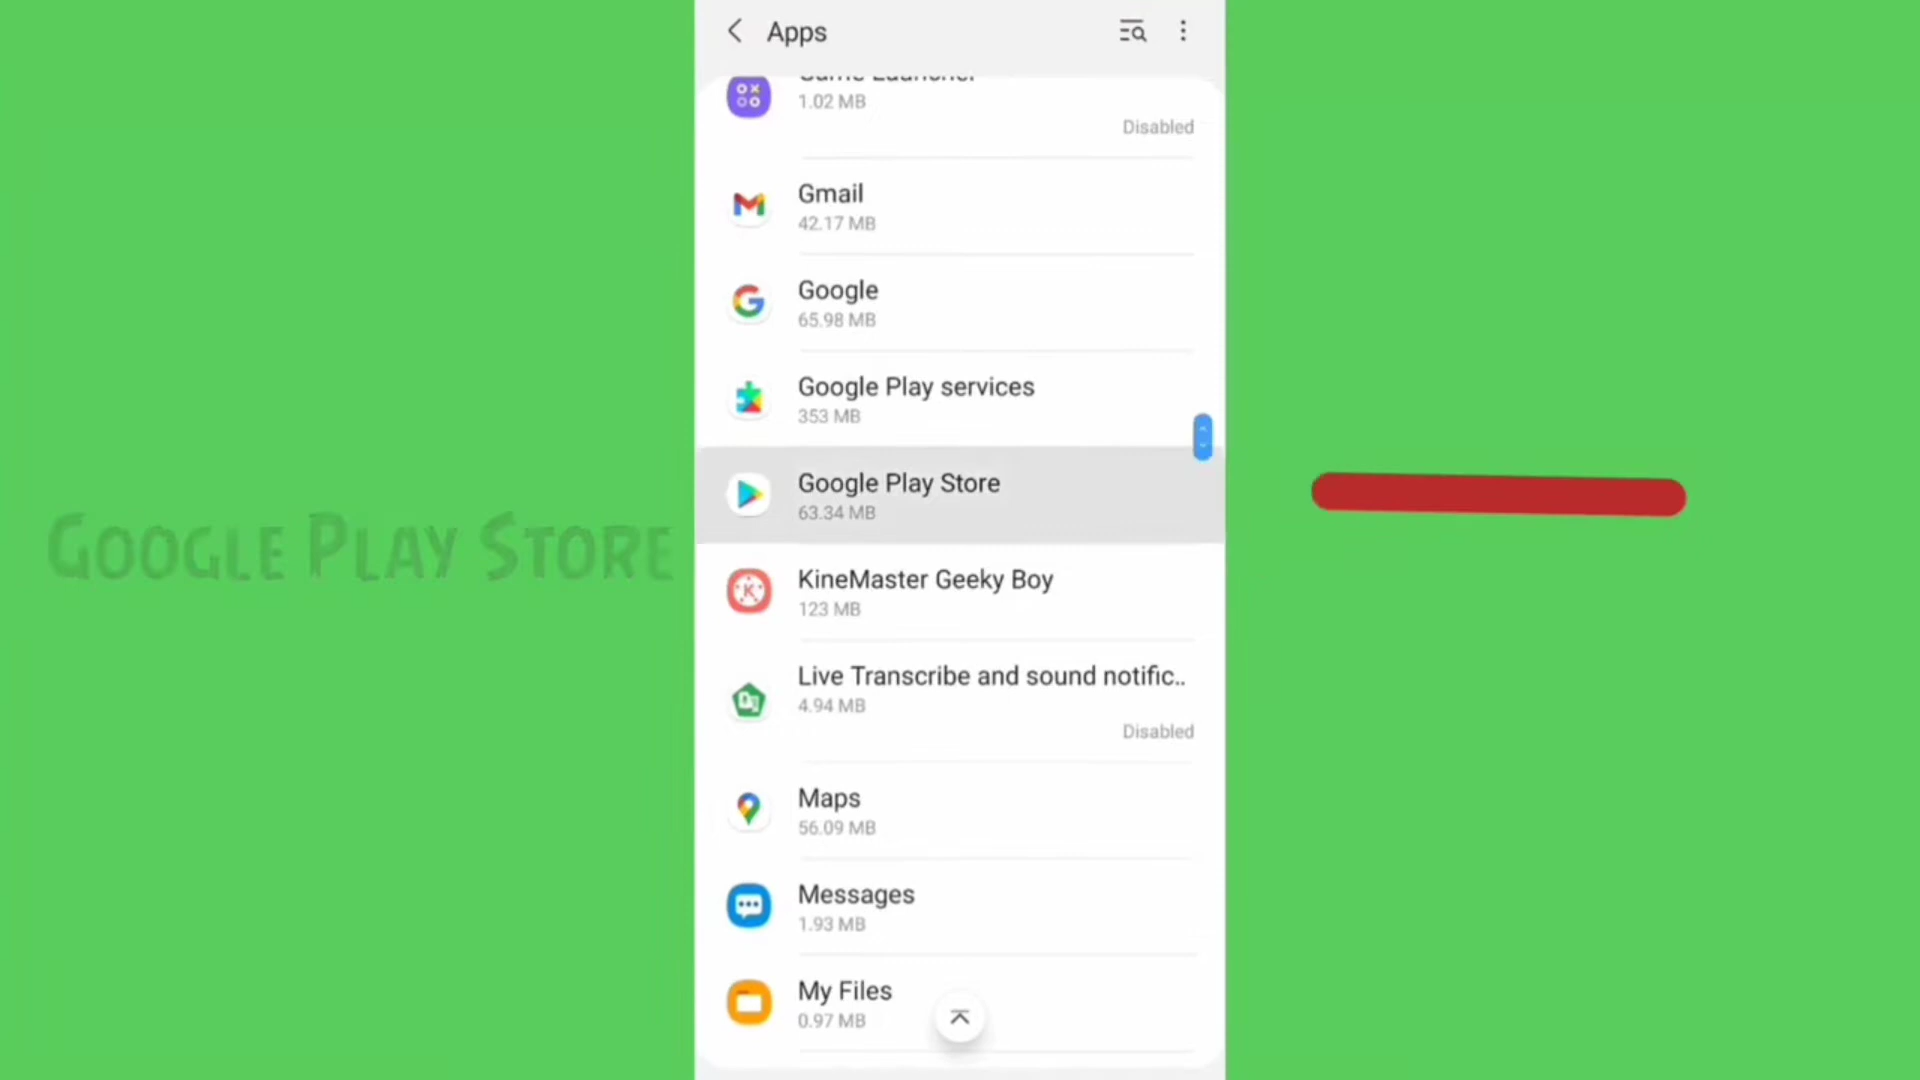 Apps
Game Launcher
1.02 MB
Disabled
Gmail
42.17 MB
Google
65.98 MB
Google Play services
353 MB
Google Play Store
63.34 MB
GOOGLE PLAY STORE
KineMaster Geeky Boy
123 MB
Live Transcribe and sound notific..
4.94 MB
Disabled
Maps
56.09 MB
Messages
1.93 MB
My Files
0.97 MB